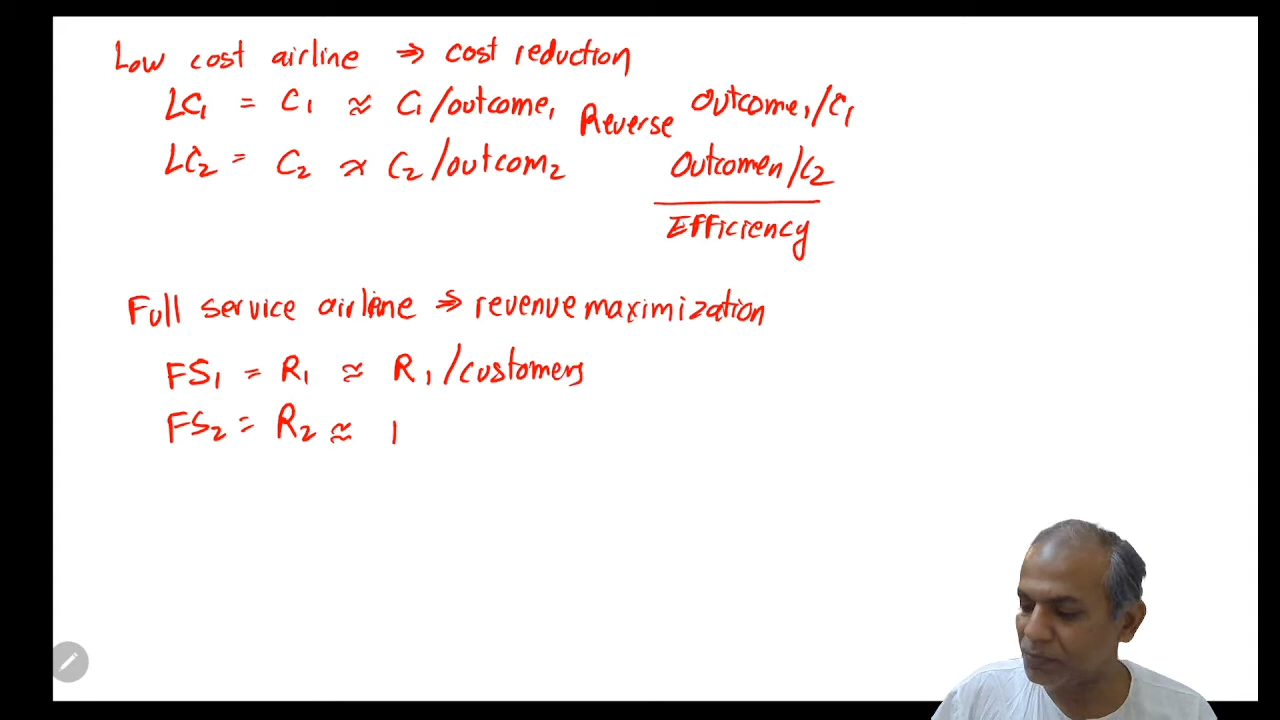 Low cost airline ⇒ cost reduction
LC1 = C1 ≈ C1/outcome1 Reverse Outcome1/C1
LC2 = C2 ≈ C2/outcom2 Outcomen/C2
Efficiency
Full service airline ⇒ revenue maximization
FS1 = R1 ≈ R1/customers
FS2 = R2 ≈ 1